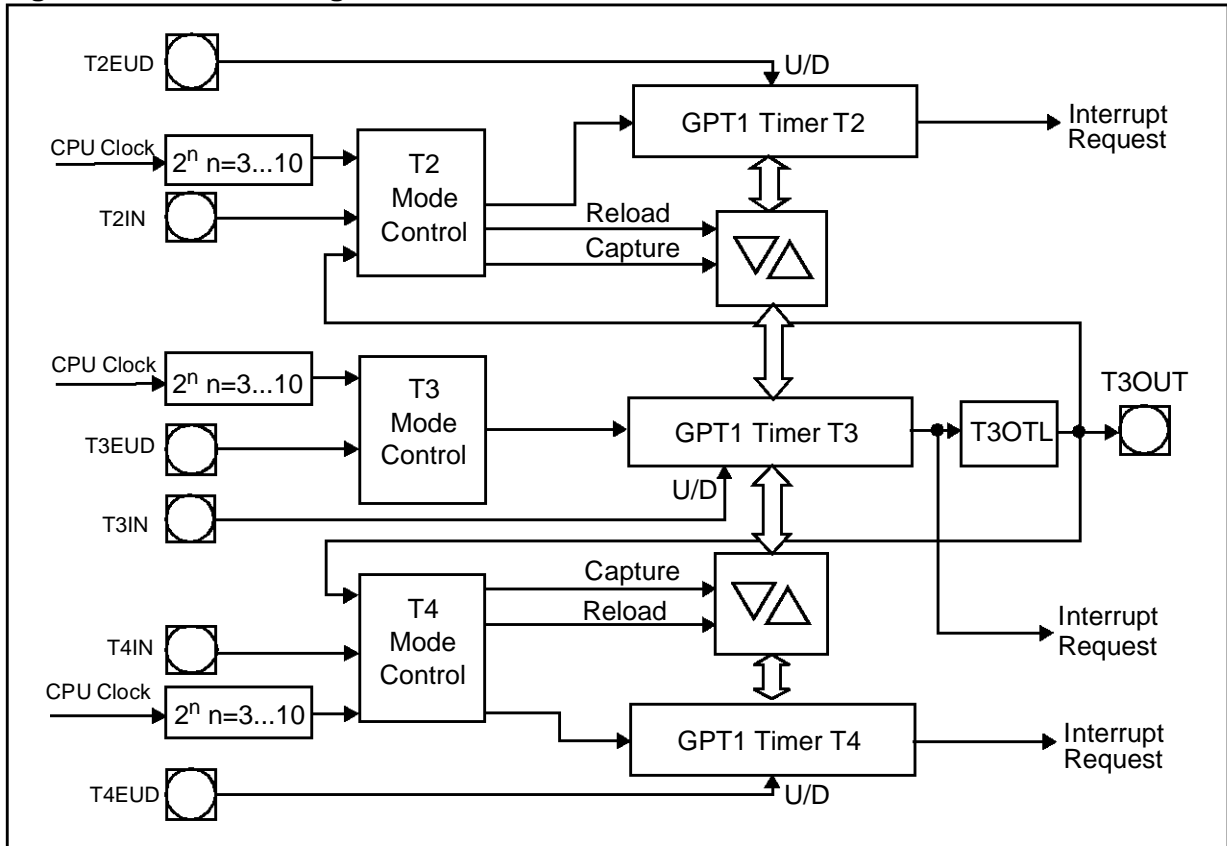 T2EUD
U/D
GPT1 Timer T2
Interrupt
Request
CPU Clock
2ⁿ n=3...10
T2
Mode
Control
T2IN
Reload
Capture
CPU Clock
2ⁿ n=3...10
T3
Mode
Control
T3EUD
GPT1 Timer T3
T3OTL
T3OUT
U/D
T3IN
Capture
Reload
T4
Mode
Control
T4IN
Interrupt
Request
CPU Clock
2ⁿ n=3...10
GPT1 Timer T4
Interrupt
Request
T4EUD
U/D